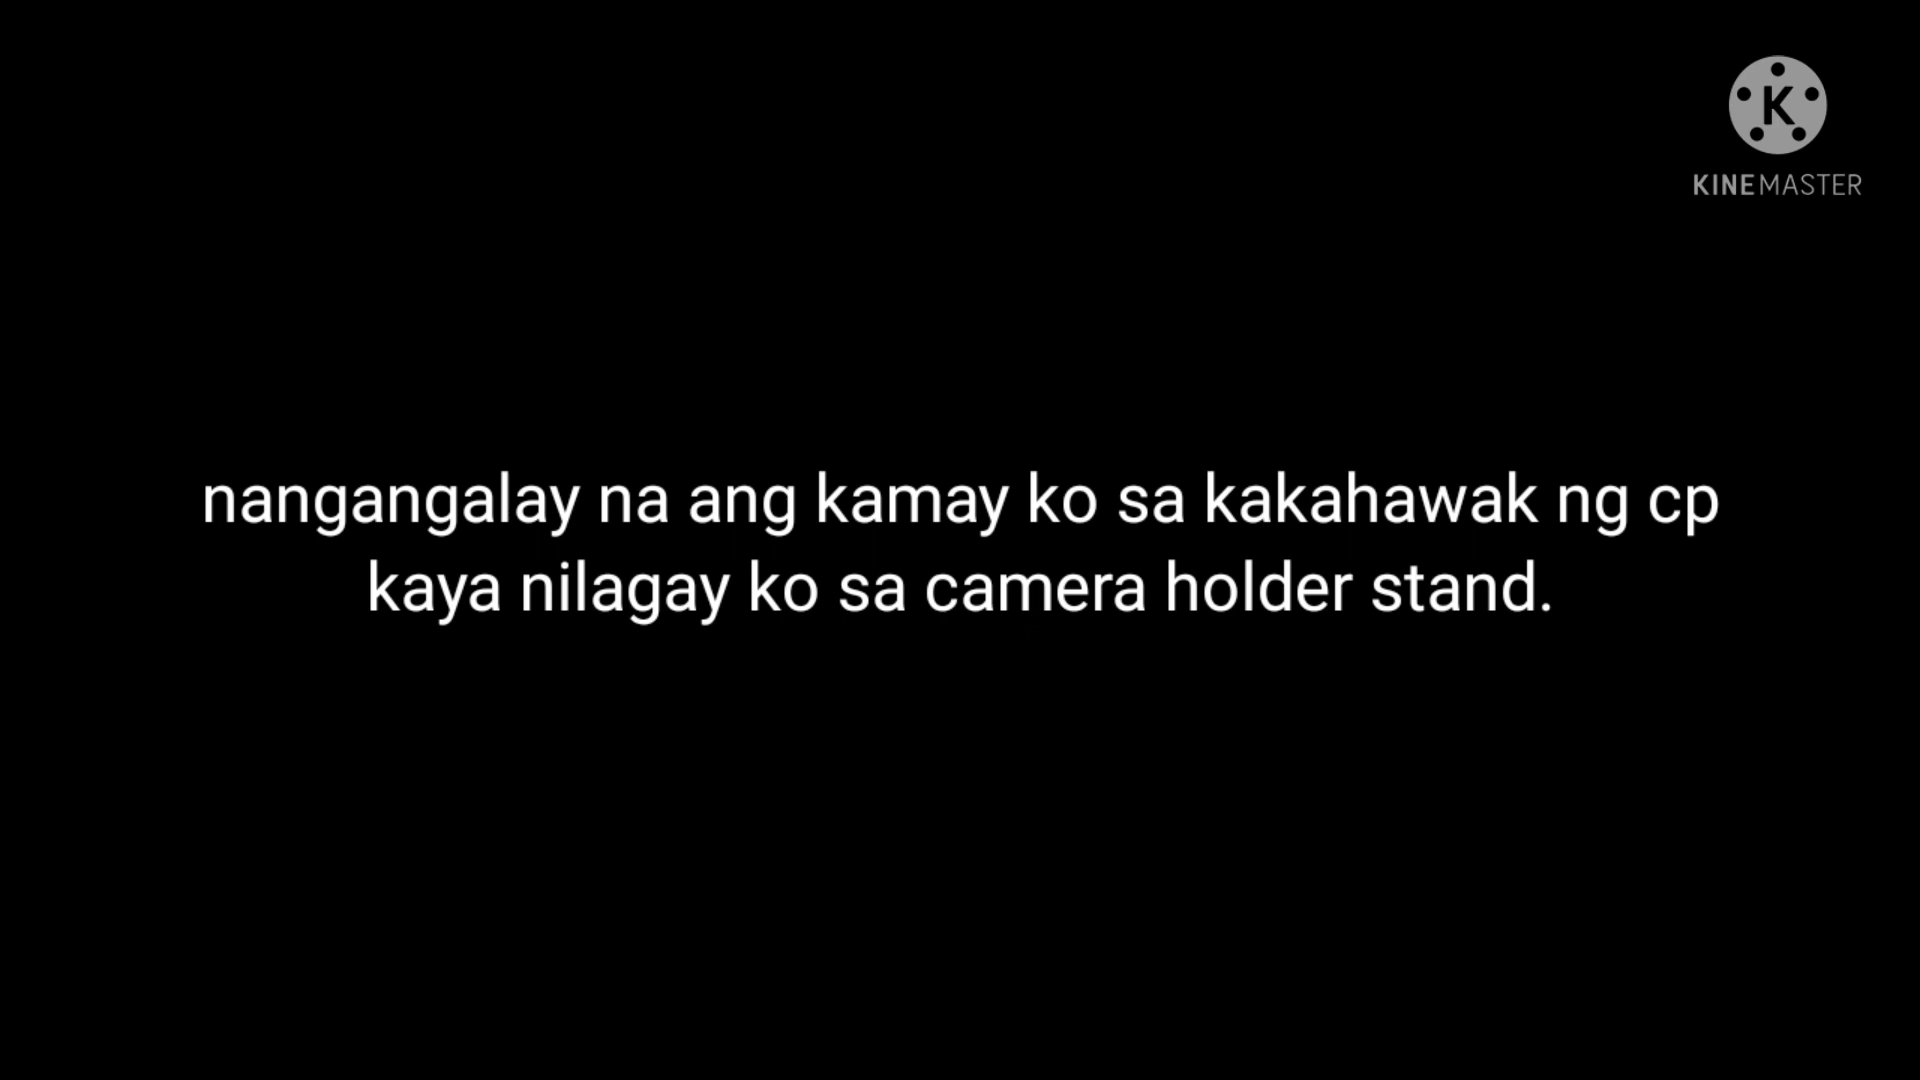 K
KINEMASTER
nangangalay na ang kamay ko sa kakahawak ng cp
kaya nilagay ko sa camera holder stand.